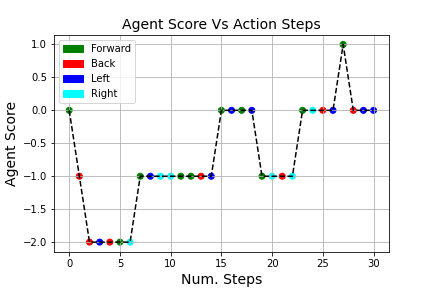 Agent Score Vs Action Steps
Forward
Back
Left
Right
1.0
0.5
0.0
−0.5
−1.0
−1.5
−2.0
Agent Score
0 5 10 15 20 25 30
Num. Steps